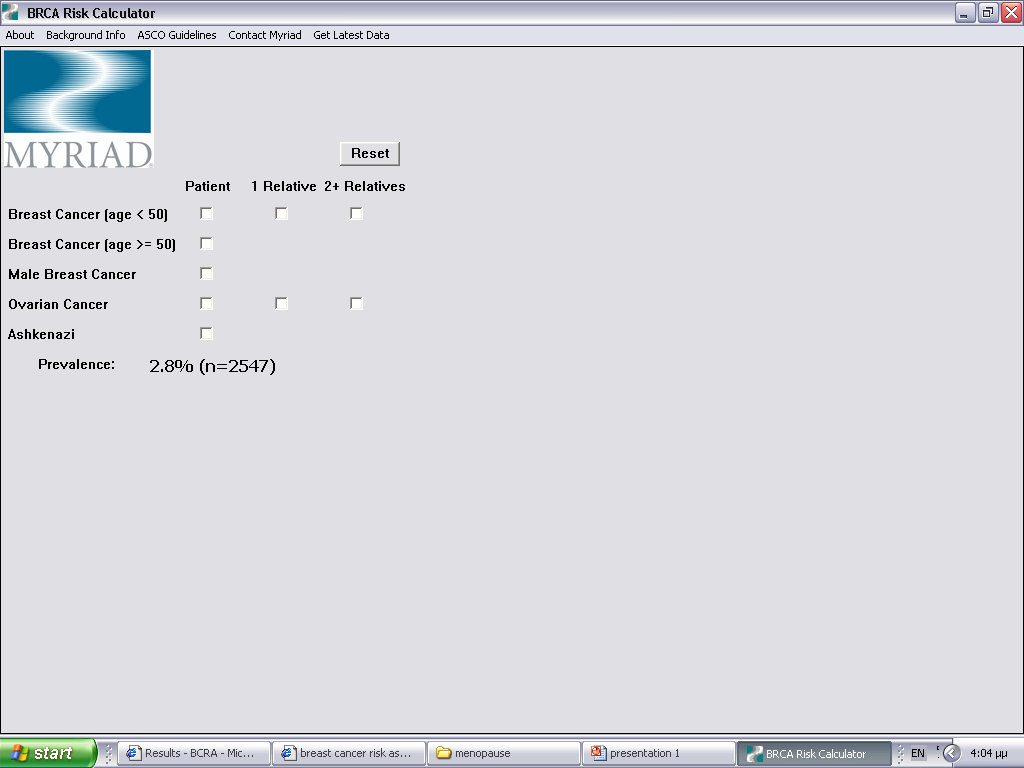 BRCA Risk Calculator
About Background Info ASCO Guidelines Contact Myriad Get Latest Data
MYRIAD
Reset
Patient 1 Relative 2+ Relatives
Breast Cancer (age < 50)
Breast Cancer (age >= 50)
Male Breast Cancer
Ovarian Cancer
Ashkenazi
Prevalence: 2.8% (n=2547)
start Results - BCRA - Mic... breast cancer risk as... menopause presentation 1 BRCA Risk Calculator EN 4:04 μμ